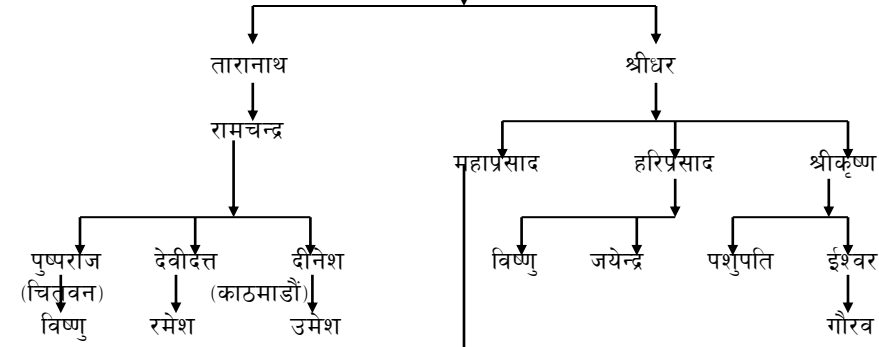 तारानाथ श्रीधर
रामचन्द्र
महाप्रसाद हरिप्रसाद श्रीकृष्ण
पुष्पराज देवीदत्त दीनेश विष्णु जयेन्द्र पशुपति ईश्वर
(चितवन) (काठमाडौं)
विष्णु रमेश उमेश गौरव